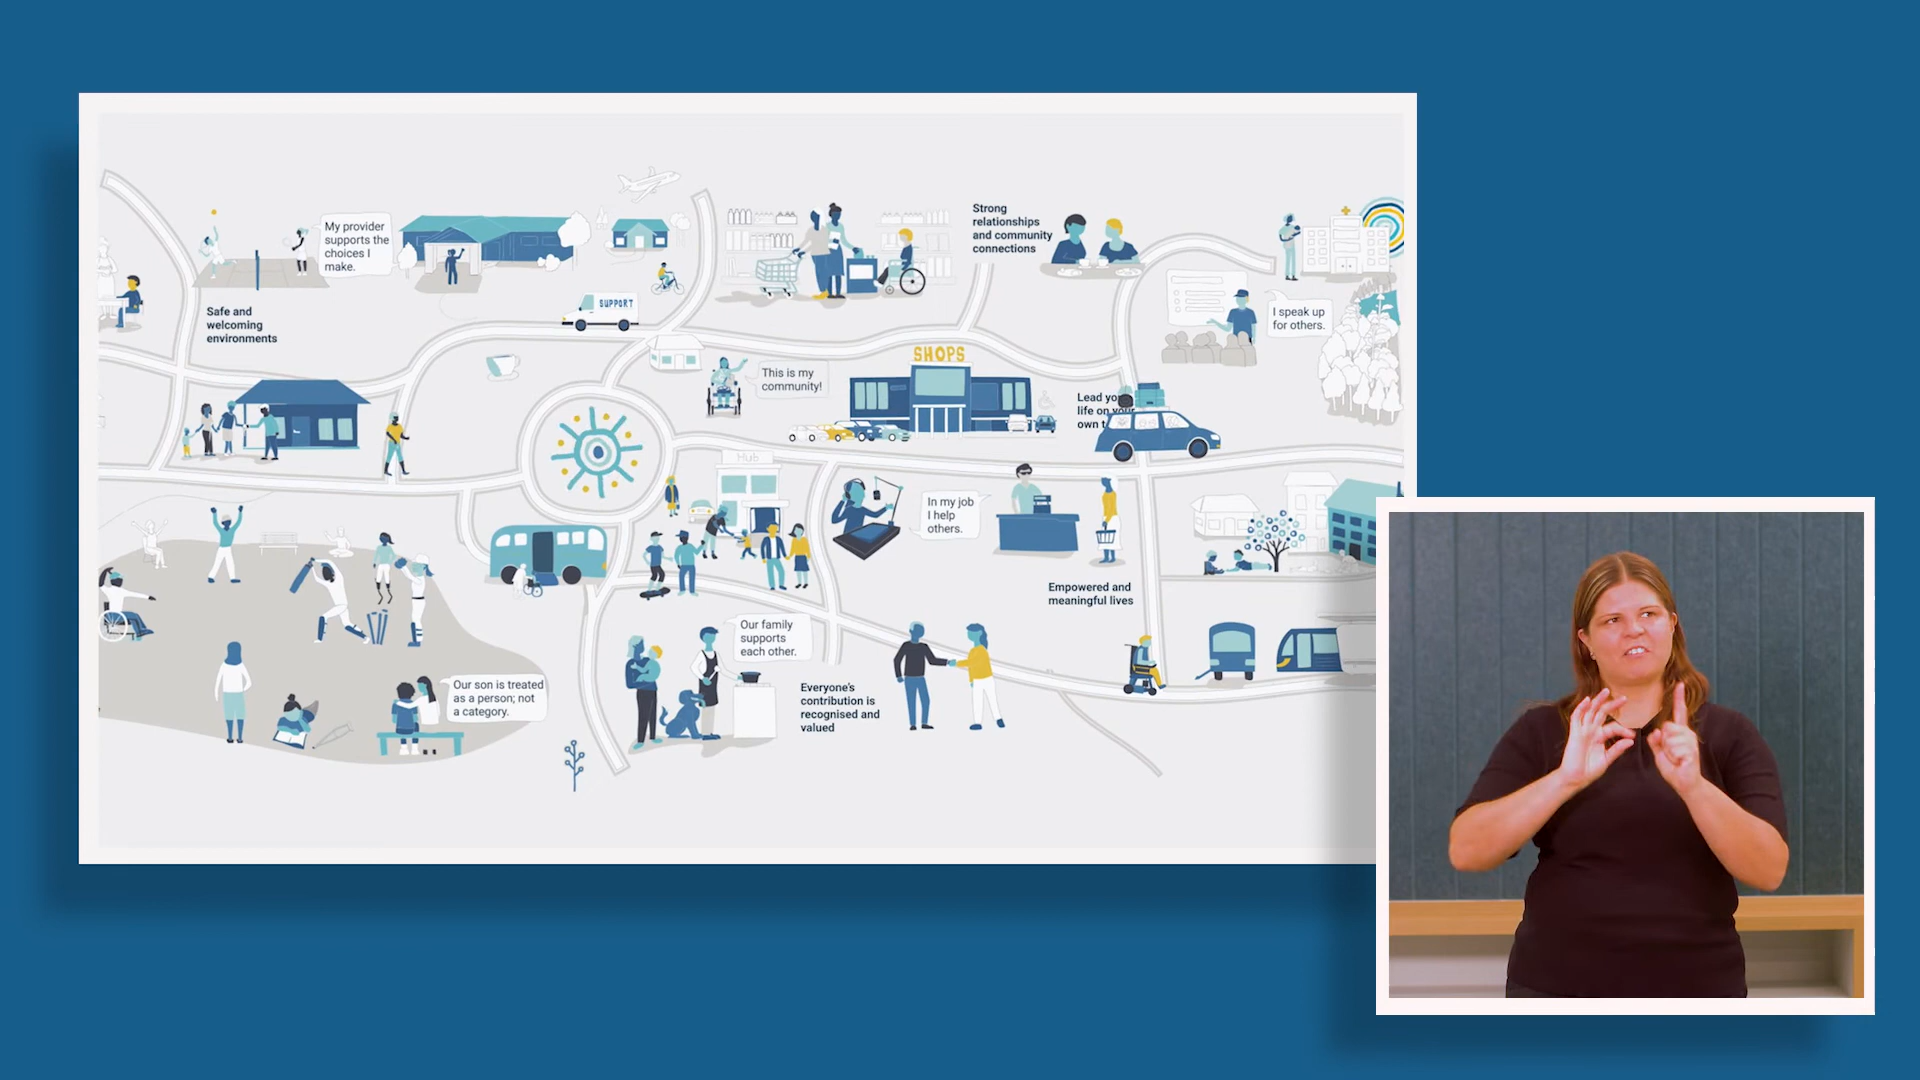 My provider
supports the
choices I
make.
Strong
relationships
and community
connections
Safe and
welcoming
environments
SUPPORT
I speak up
for others.
This is my
community!
SHOPS
Lead you
life on your
own t
Hub
In my job
I help
others.
Empowered and
meaningful lives
Our family
supports
each other.
Our son is treated
as a person; not
a category.
Everyone's
contribution is
recognised and
valued